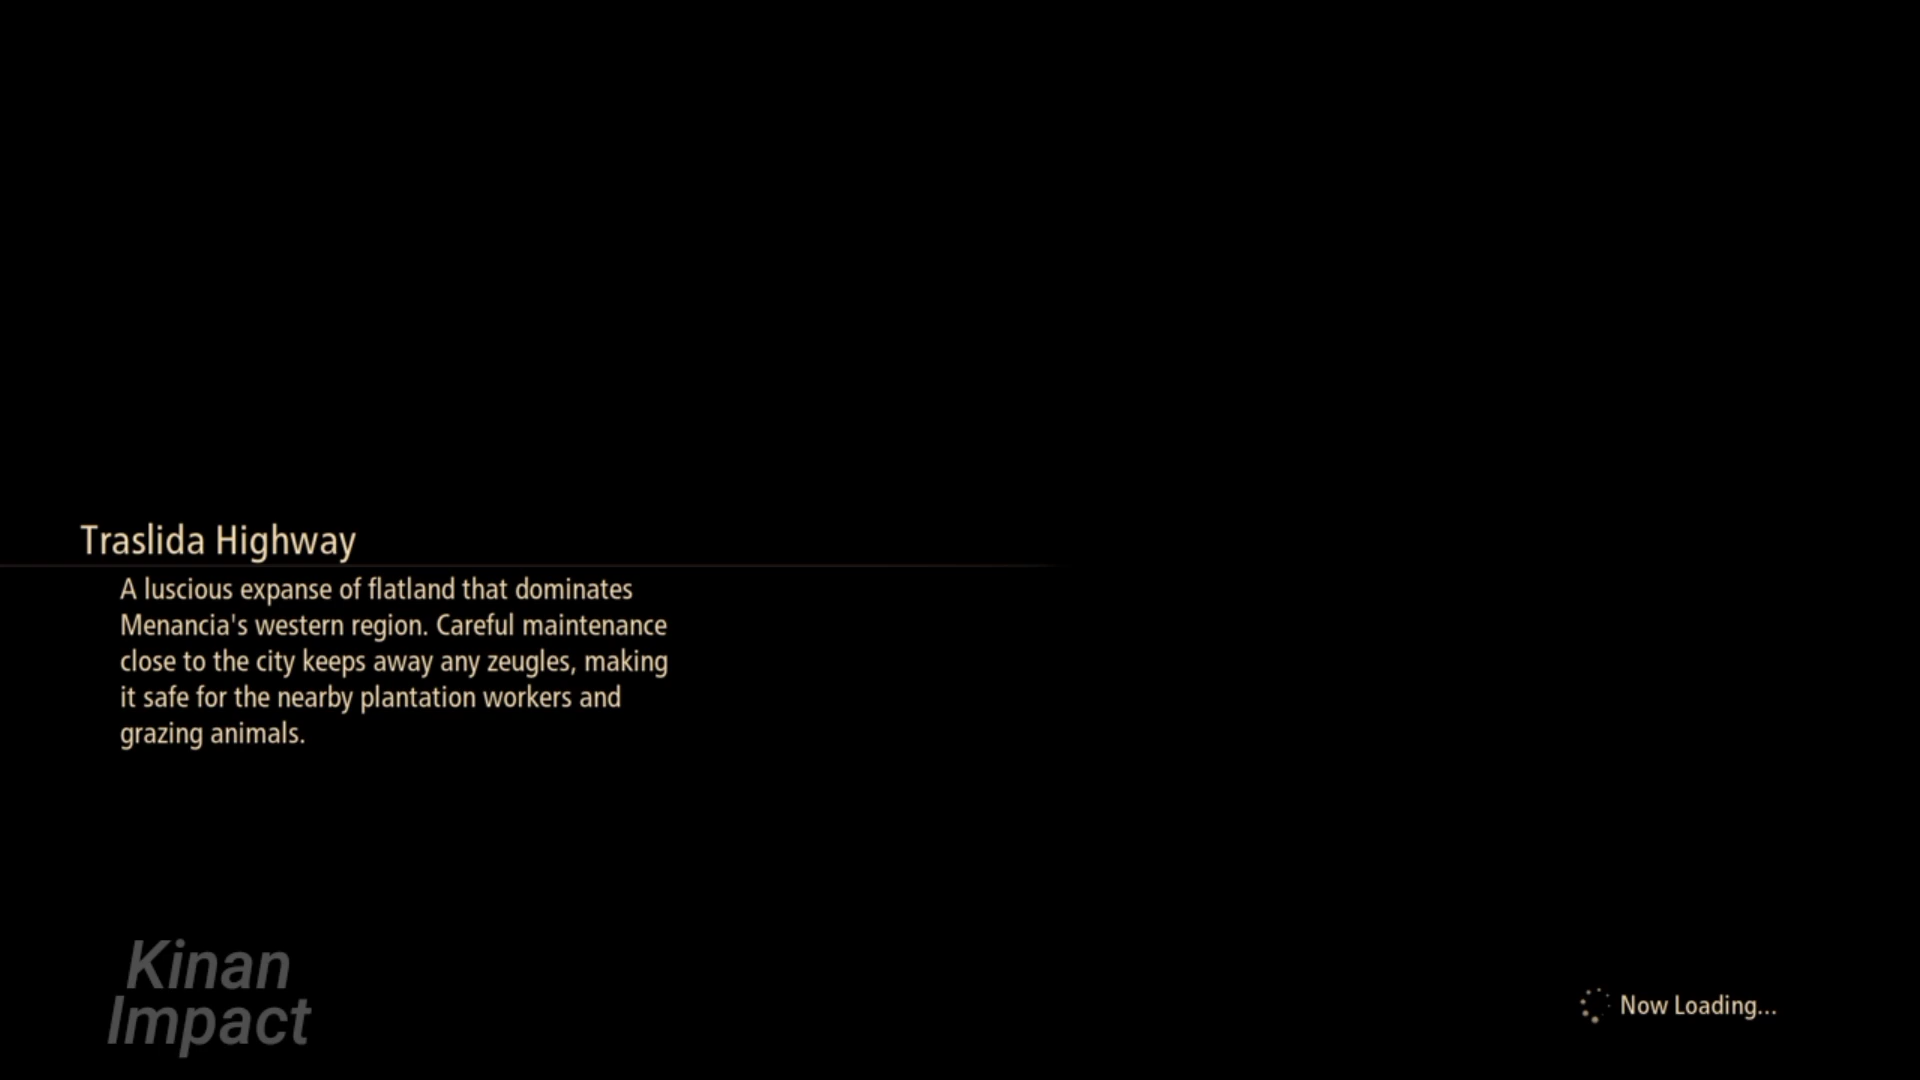 Traslida Highway
A luscious expanse of flatland that dominates
Menancia's western region. Careful maintenance
close to the city keeps away any zeugles, making
it safe for the nearby plantation workers and
grazing animals.
Kinan
Impact
Now Loading...